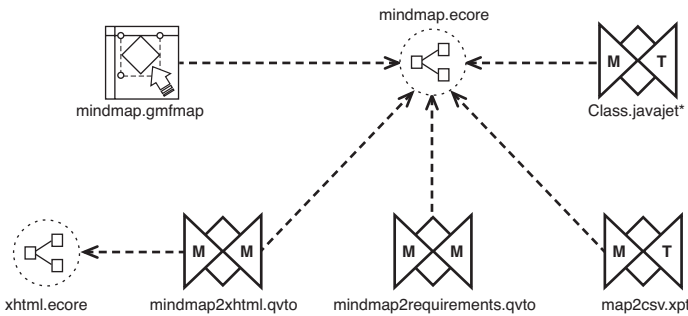 mindmap.ecore
M T
mindmap.gmfmap
Class.javajet*
M M
M M
M T
xhtml.ecore
mindmap2xhtml.qvto
mindmap2requirements.qvto
map2csv.xpt